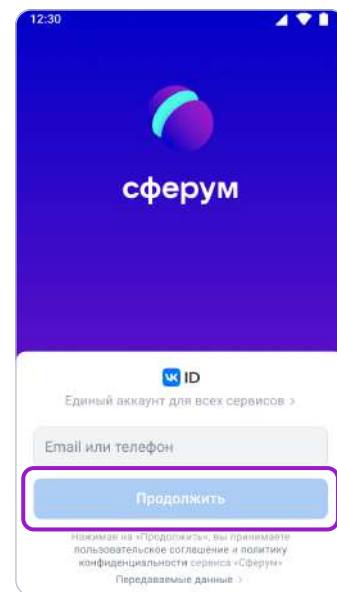 12:30
сферум
VK ID
Единый аккаунт для всех сервисов >
Email или телефон
Продолжить
Нажимая на «Продолжить», вы принимаете
пользовательское соглашение и политику
конфиденциальности сервиса «Сферум»
Передаваемые данные >